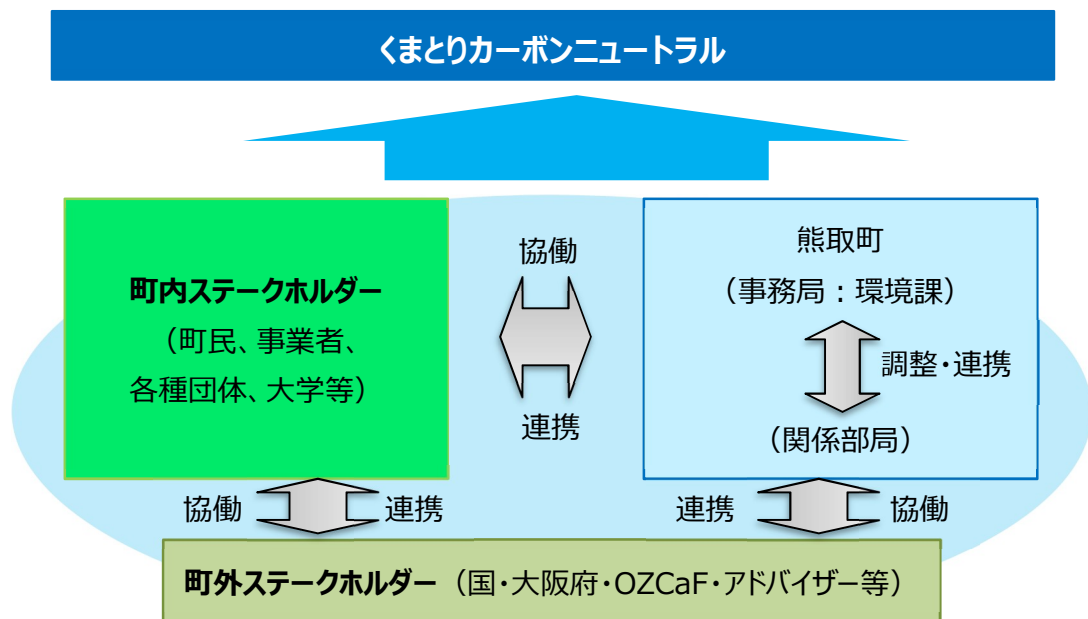 くまとりカーボンニュートラル
町内ステークホルダー
（町民、事業者、
各種団体、大学等）
協働
連携
熊取町
（事務局：環境課）
調整・連携
（関係部局）
協働 連携
連携 協働
町外ステークホルダー（国・大阪府・OZCaF・アドバイザー等）